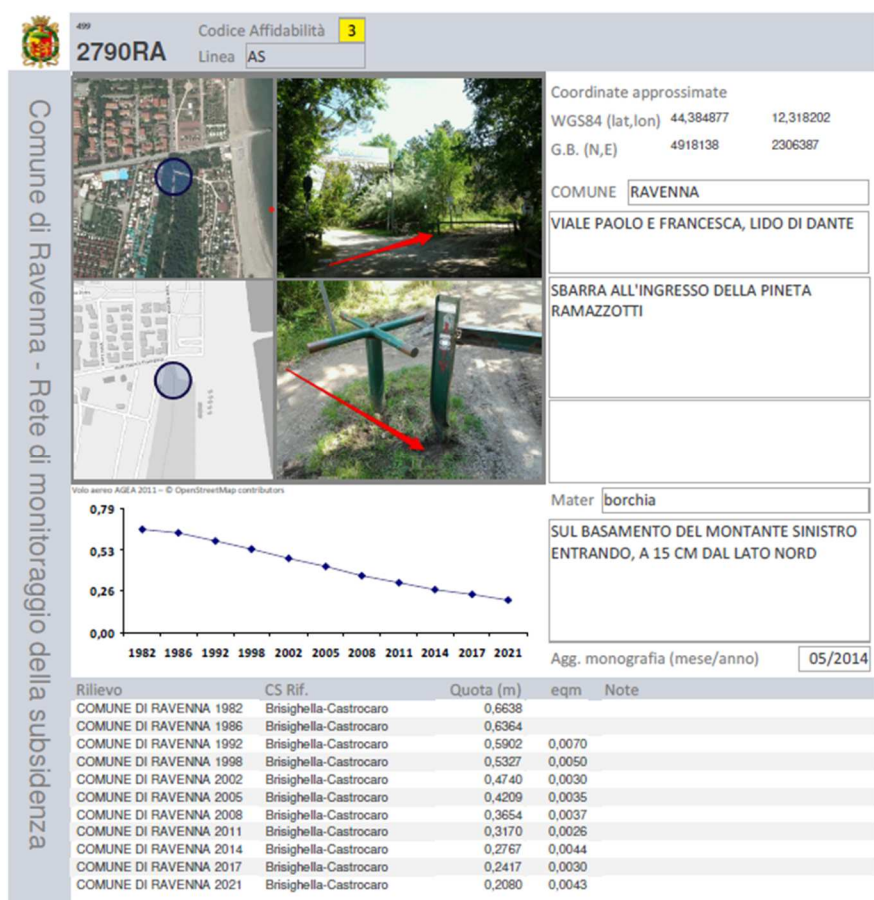 499
2790RA
Codice Affidabilità 3
Linea AS
Comune di Ravenna - Rete di monitoraggio della subsidenza
Coordinate approssimate
WGS84 (lat,lon) 44,384877 12,318202
G.B. (N,E) 4918138 2306387
COMUNE RAVENNA
VIALE PAOLO E FRANCESCA, LIDO DI DANTE
SBARRA ALL'INGRESSO DELLA PINETA
RAMAZZOTTI
Volo aereo AGEA 2011 – © OpenStreetMap contributors
Mater borchia
SUL BASAMENTO DEL MONTANTE SINISTRO
ENTRANDO, A 15 CM DAL LATO NORD
0,79
0,53
0,26
0,00
1982 1986 1992 1998 2002 2005 2008 2011 2014 2017 2021
Agg. monografia (mese/anno) 05/2014
Rilievo CS Rif. Quota (m) eqm Note
COMUNE DI RAVENNA 1982 Brisighella-Castrocaro 0,6638
COMUNE DI RAVENNA 1986 Brisighella-Castrocaro 0,6364
COMUNE DI RAVENNA 1992 Brisighella-Castrocaro 0,5902 0,0070
COMUNE DI RAVENNA 1998 Brisighella-Castrocaro 0,5327 0,0050
COMUNE DI RAVENNA 2002 Brisighella-Castrocaro 0,4740 0,0030
COMUNE DI RAVENNA 2005 Brisighella-Castrocaro 0,4209 0,0035
COMUNE DI RAVENNA 2008 Brisighella-Castrocaro 0,3654 0,0037
COMUNE DI RAVENNA 2011 Brisighella-Castrocaro 0,3170 0,0026
COMUNE DI RAVENNA 2014 Brisighella-Castrocaro 0,2767 0,0044
COMUNE DI RAVENNA 2017 Brisighella-Castrocaro 0,2417 0,0030
COMUNE DI RAVENNA 2021 Brisighella-Castrocaro 0,2080 0,0043